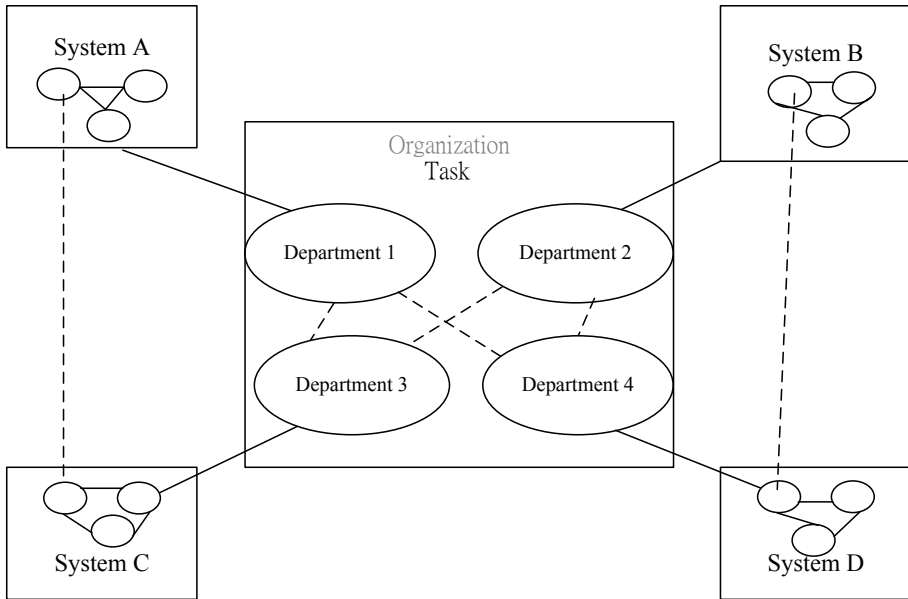 System A
System B
Organization
Task
Department 1
Department 2
Department 3
Department 4
System C
System D